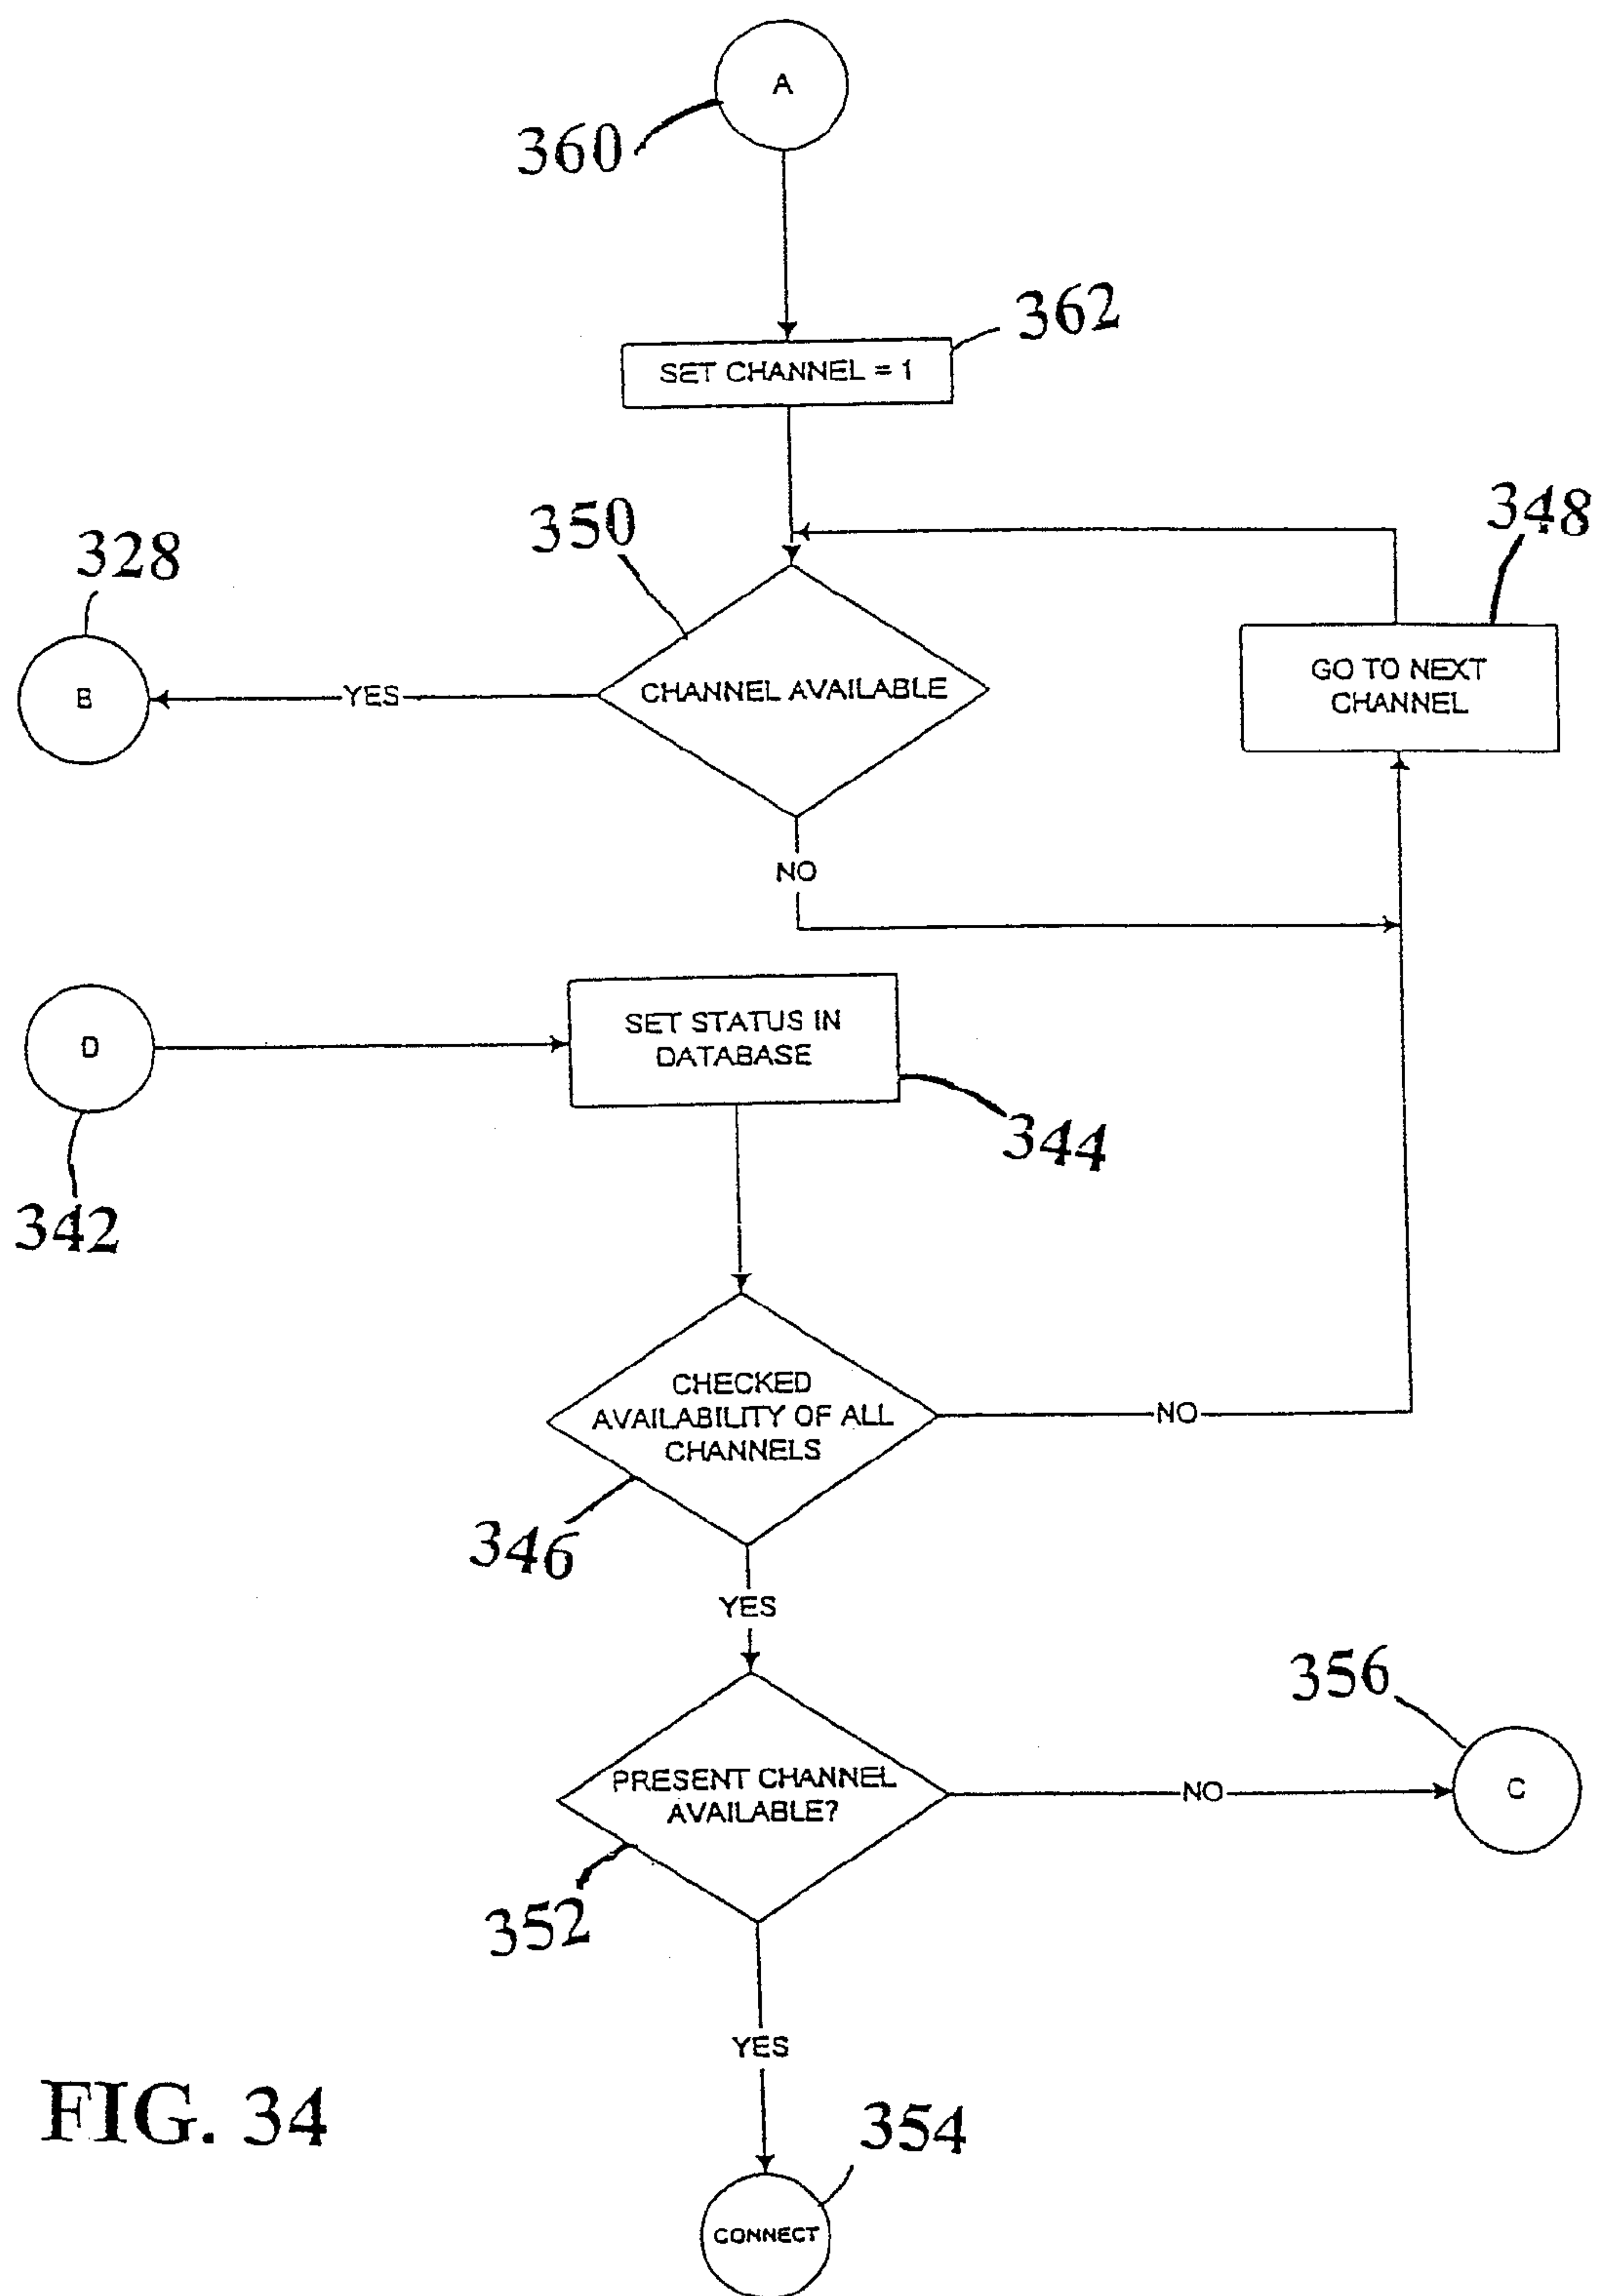 A
360
362
SET CHANNEL = 1
348
350
328
GO TO NEXT
CHANNEL
CHANNEL AVAILABLE
YES
B
NO
SET STATUS IN
DATABASE
D
344
342
CHECKED
AVAILABILITY OF ALL
CHANNELS
NO
346
YES
356
PRESENT CHANNEL
AVAILABLE?
NO
C
352
YES
FIG. 34
354
CONNECT